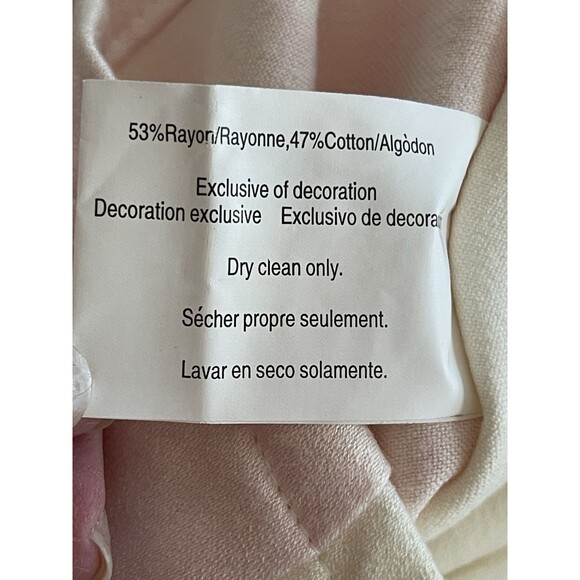 53%Rayon/Rayonne,47%Cotton/Algòdon
Exclusive of decoration
Decoration exclusive Exclusivo de decora
Dry clean only.
Sécher propre seulement.
Lavar en seco solamente.